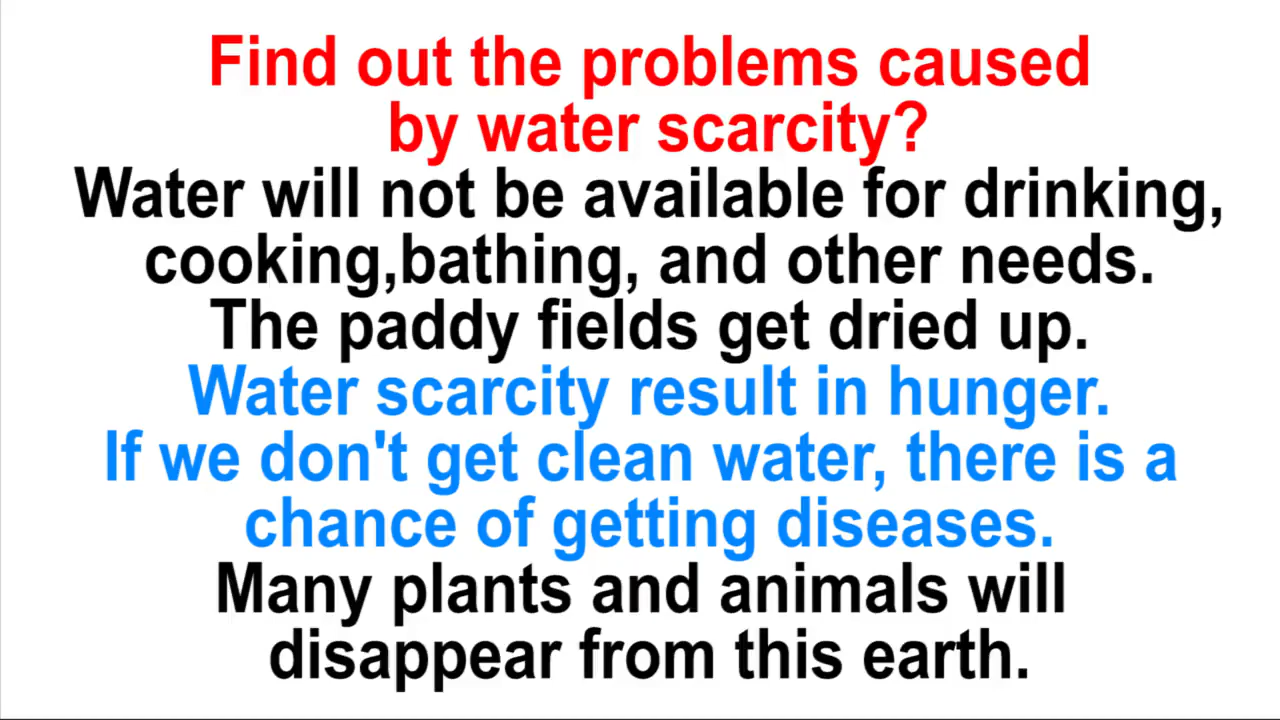 Find out the problems caused
by water scarcity?
Water will not be available for drinking,
cooking,bathing, and other needs.
The paddy fields get dried up.
Water scarcity result in hunger.
If we don't get clean water, there is a
chance of getting diseases.
Many plants and animals will
disappear from this earth.